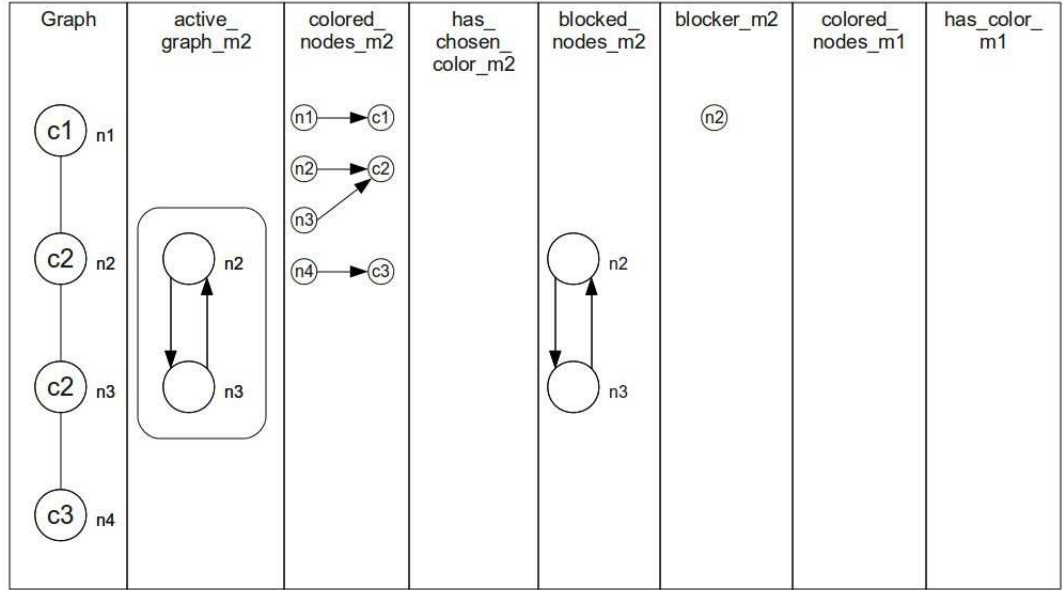 Graph
active_
graph_m2
colored_
nodes_m2
has_
chosen_
color_m2
blocked_
nodes_m2
blocker_m2
colored_
nodes_m1
has_color_
m1
c1 n1
n1 c1
n2
n2 c2
n3
c2 n2
n2
n4 c3
n2
c2 n3
n3
n3
c3 n4